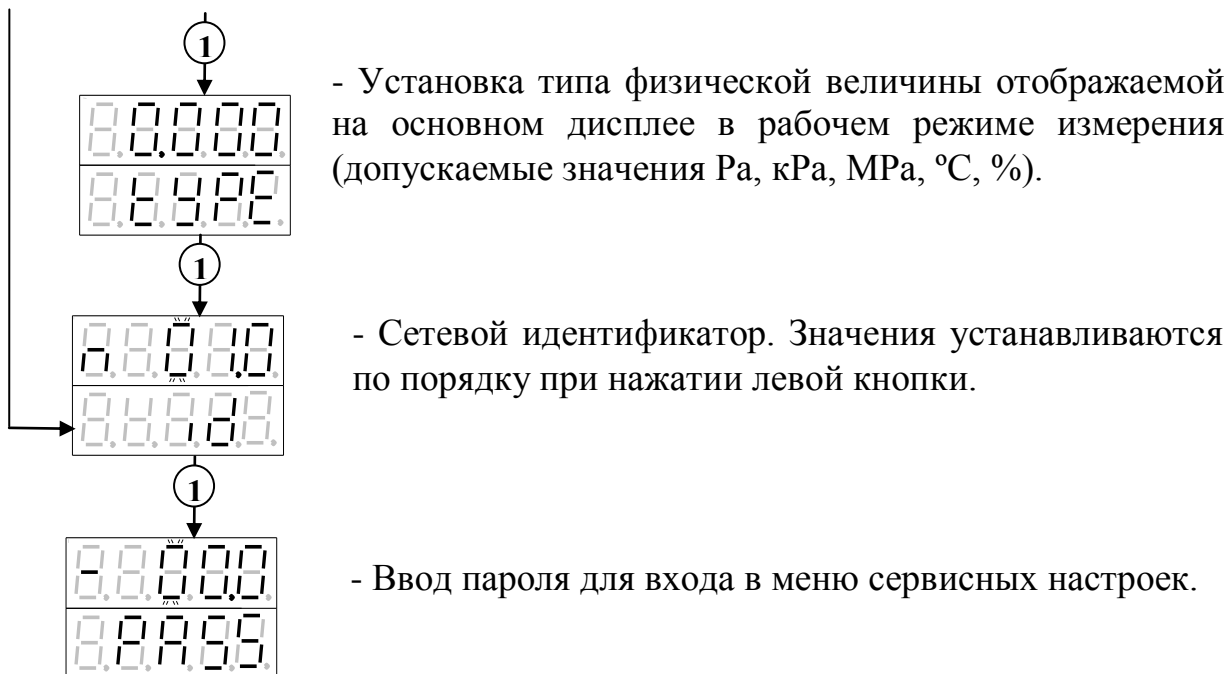 1
0.000
- Установка типа физической величины отображаемой
на основном дисплее в рабочем режиме измерения
(допускаемые значения Pa, кPa, MPa, ºC, %).
tYPE
1
n 01.0
- Сетевой идентификатор. Значения устанавливаются
по порядку при нажатии левой кнопки.
id
1
- 00.0
- Ввод пароля для входа в меню сервисных настроек.
PASS